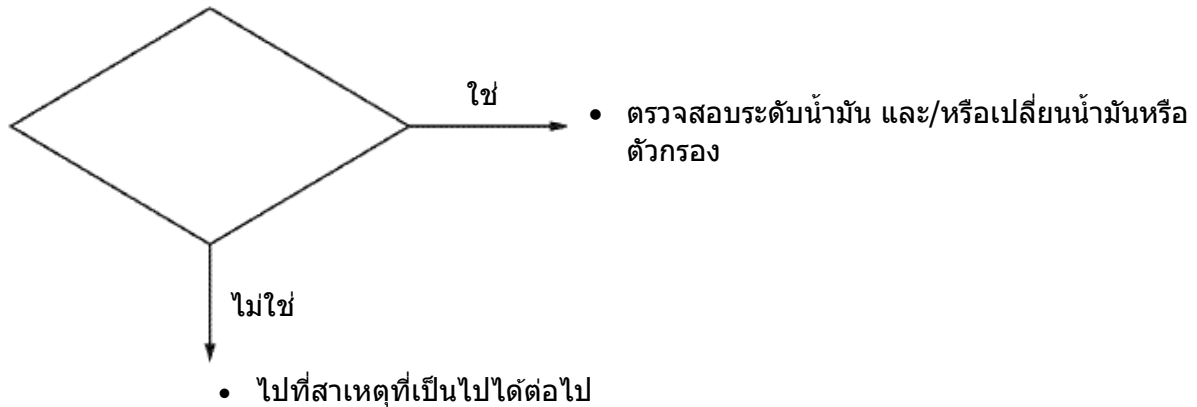 ใช่
• ตรวจสอบระดับน้ำมัน และ/หรือเปลี่ยนน้ำมันหรือ
ตัวกรอง
ไม่ใช่
• ไปที่สาเหตุที่เป็นไปได้ต่อไป